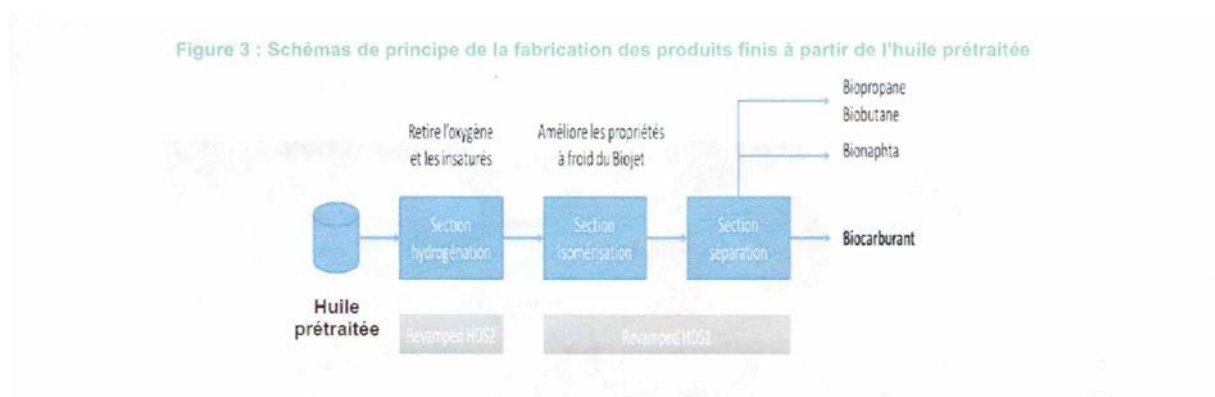 Figure 3 : Schémas de principe de la fabrication des produits finis à partir de l'huile prétraitée
Biopropane
Biobutane
Bionaphta
Retire l'oxygène
et les insaturés
Améliore les propriétés
à froid du Biojet
Section
hydrogénation
Section
isomérisation
Section
séparation
Biocarburant
Huile
prétraitée
Revamped HDS2
Revamped HDS1